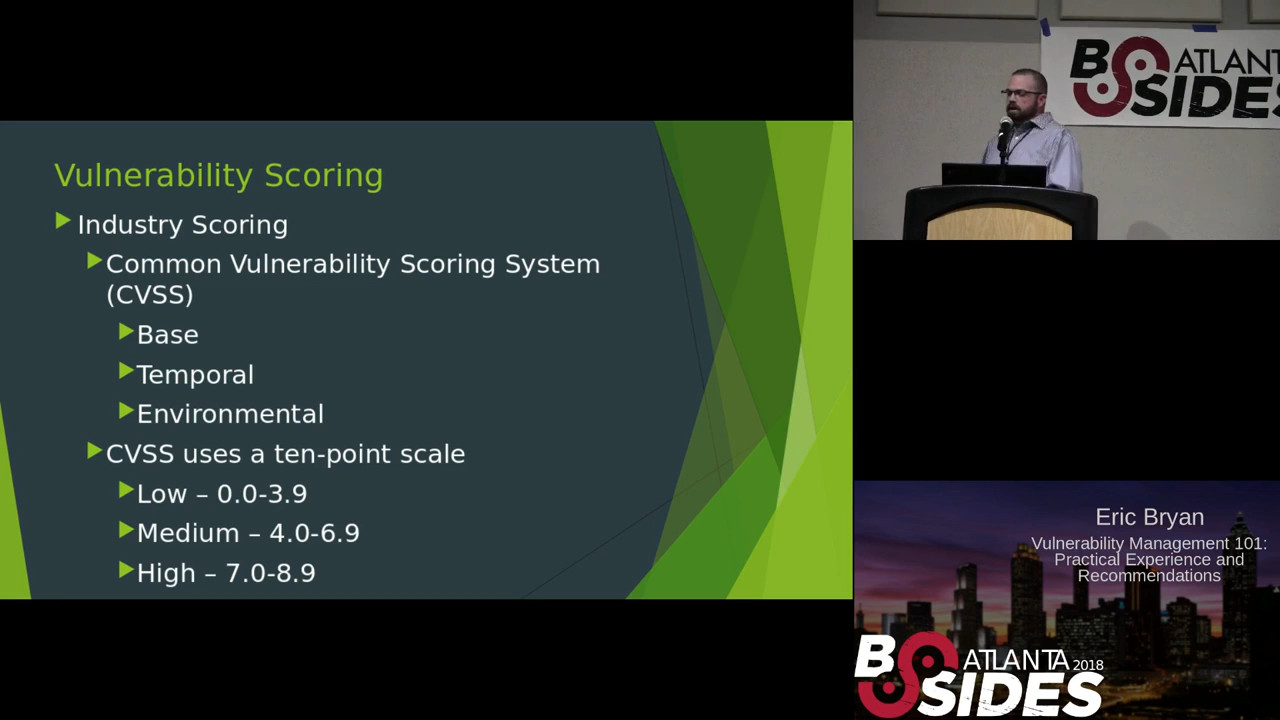 Vulnerability Scoring
Industry Scoring
Common Vulnerability Scoring System
(CVSS)
Base
Temporal
Environmental
CVSS uses a ten-point scale
Low – 0.0-3.9
Medium – 4.0-6.9
High – 7.0-8.9
BSIDES ATLANT
Eric Bryan
Vulnerability Management 101:
Practical Experience and
Recommendations
BSIDES ATLANTA 2018